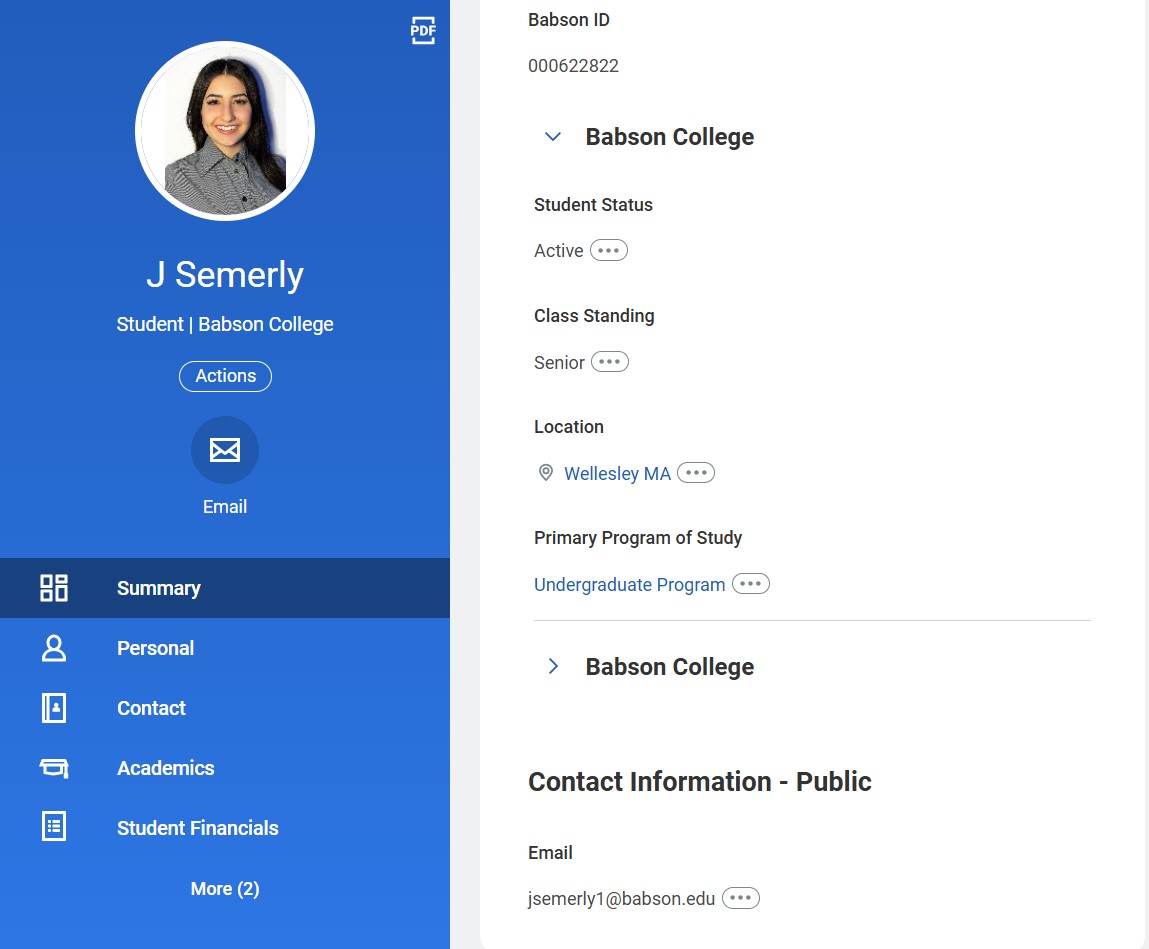 PDF
J Semerly
Student | Babson College
Actions
Email
Summary
Personal
Contact
Academics
Student Financials
More (2)
Babson ID
000622822
Babson College
Student Status
Active
Class Standing
Senior
Location
Wellesley MA
Primary Program of Study
Undergraduate Program
Babson College
Contact Information - Public
Email
jsemerly1@babson.edu